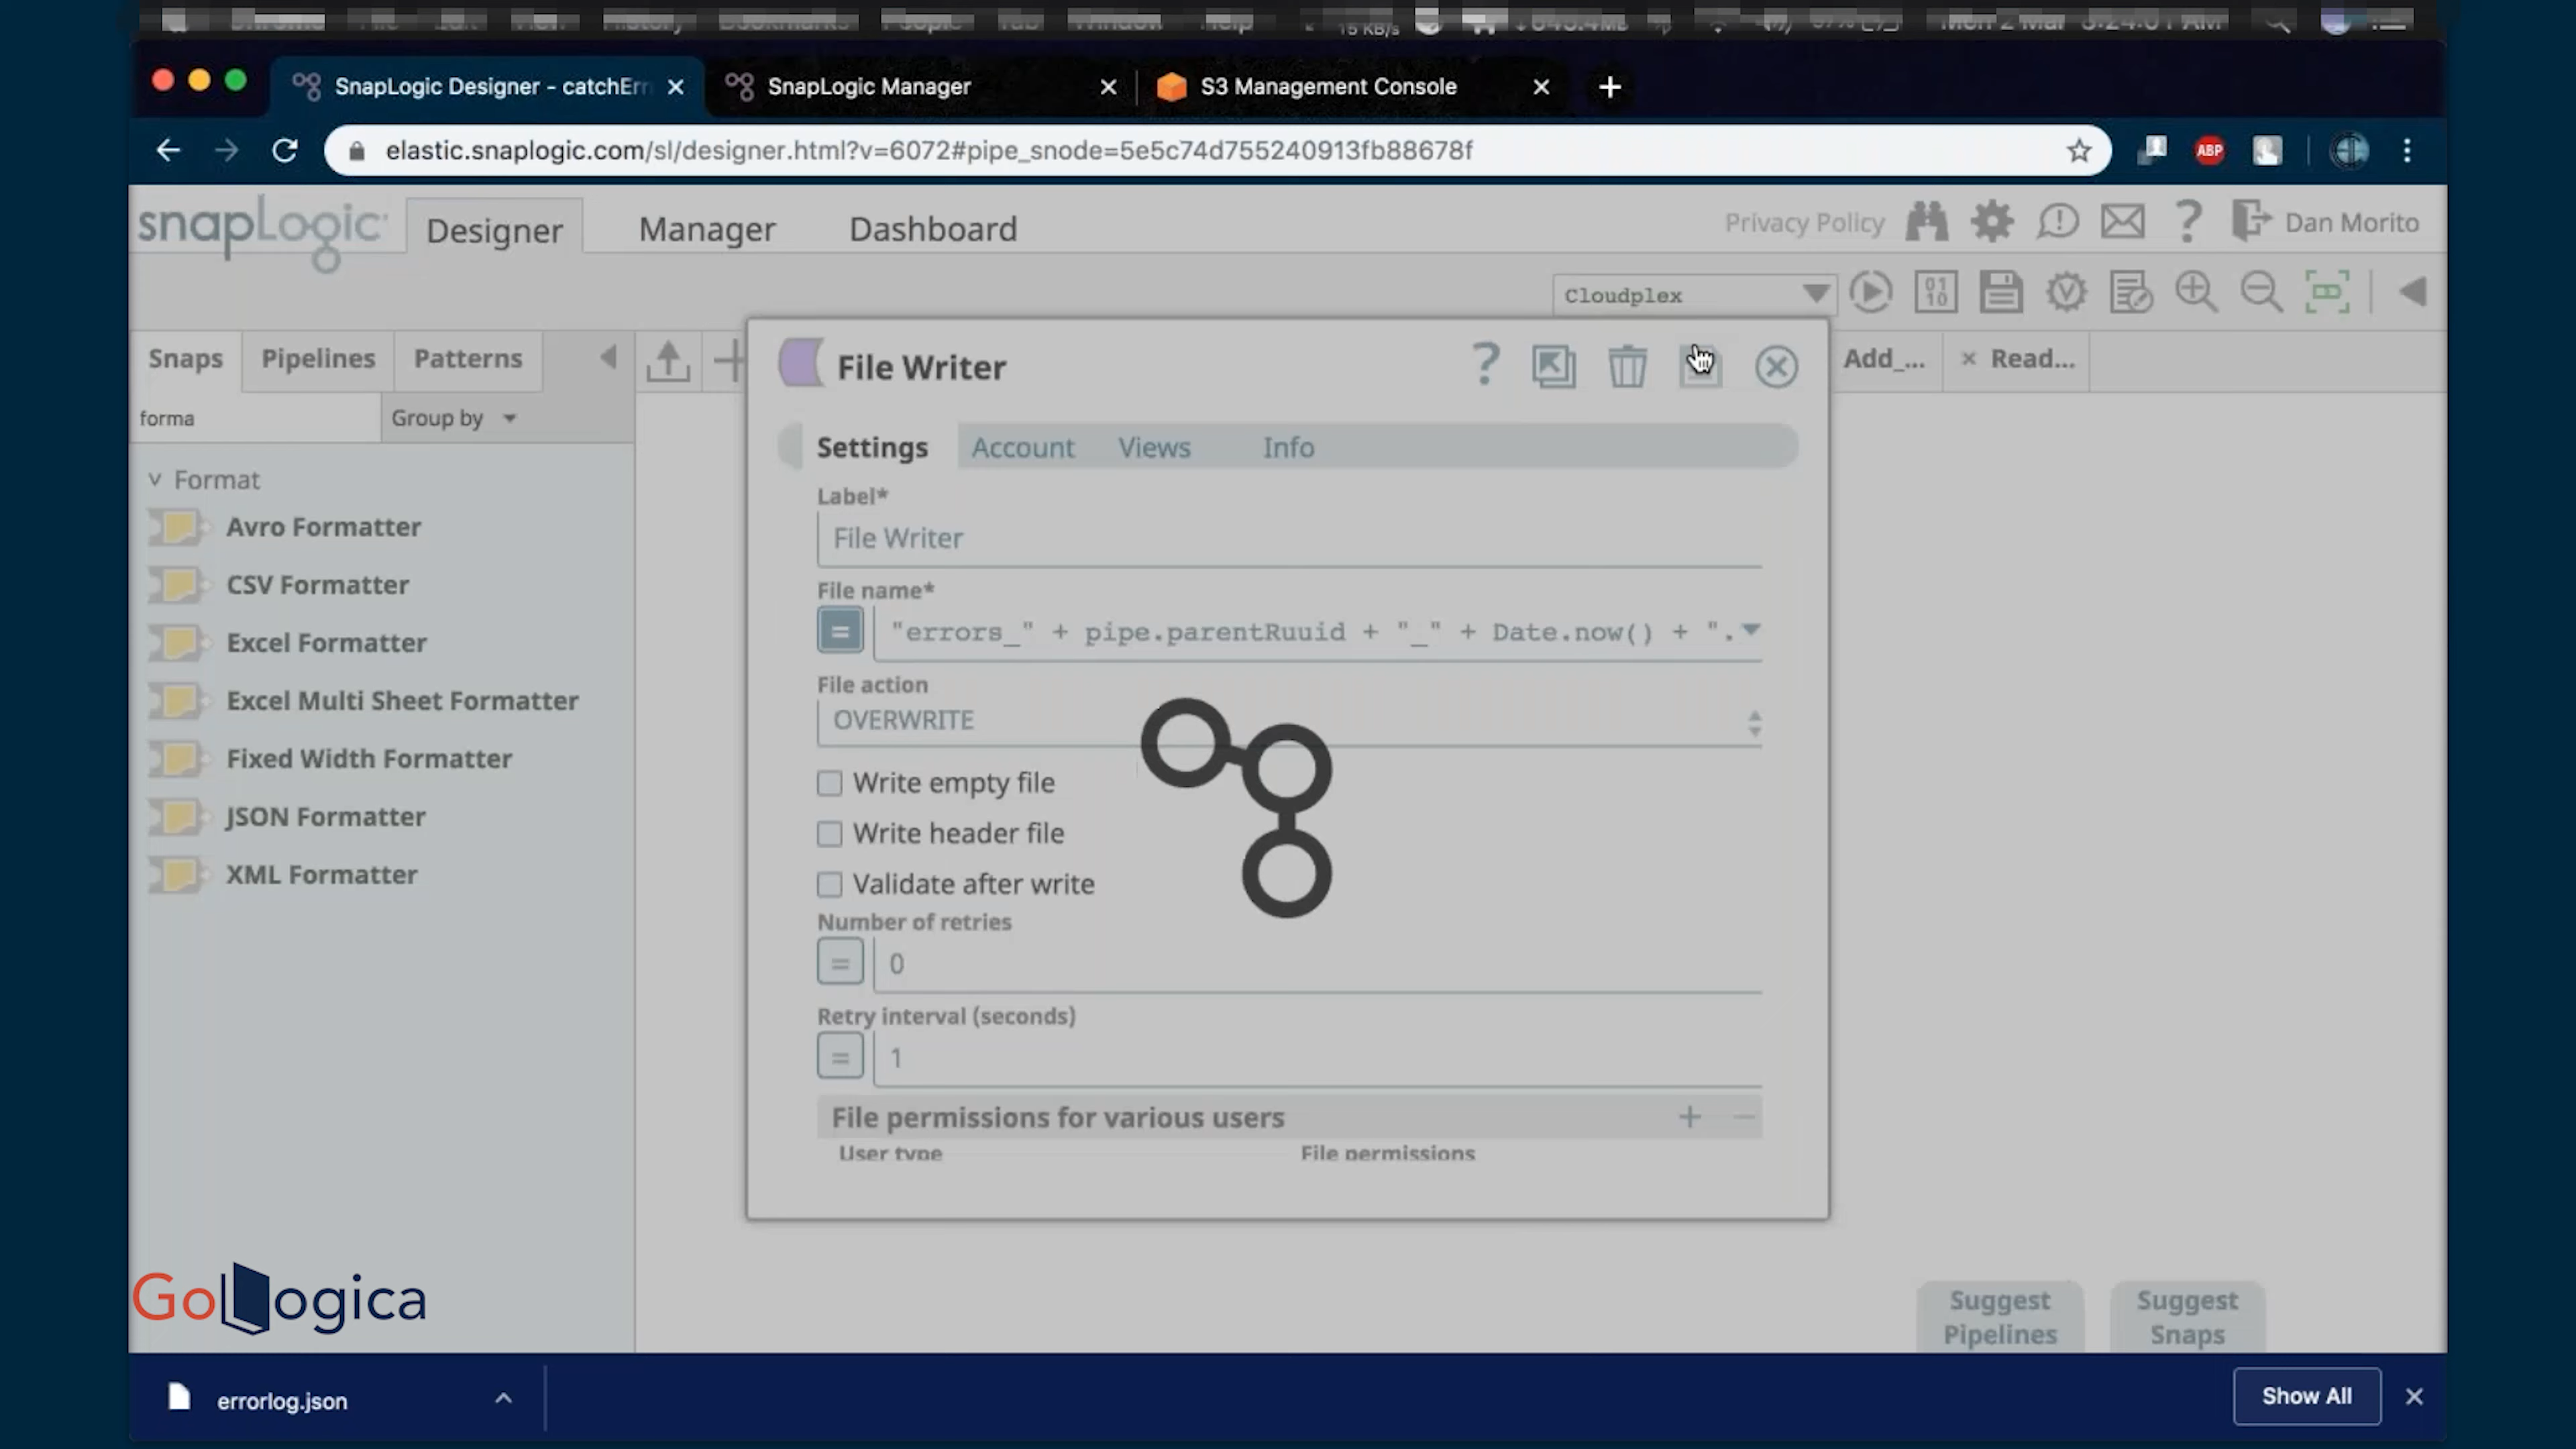 15 KB/s
SnapLogic Designer - catchErr
SnapLogic Manager
S3 Management Console
elastic.snaplogic.com/sl/designer.html?v=6072#pipe_snode=5e5c74d755240913fb88678f
ABP
snapLogic
Designer
Manager
Dashboard
Privacy Policy
Dan Morito
Cloudplex
Snaps
Pipelines
Patterns
File Writer
Add_...
Read...
forma
Group by
Settings
Account
Views
Info
Format
Label*
Avro Formatter
File Writer
CSV Formatter
File name*
Excel Formatter
"errors_" + pipe.parentRuuid + "_" + Date.now() + ".
Excel Multi Sheet Formatter
File action
OVERWRITE
Fixed Width Formatter
Write empty file
JSON Formatter
Write header file
XML Formatter
Validate after write
Number of retries
0
Retry interval (seconds)
1
File permissions for various users
User type
File permissions
GoLogica
Suggest
Pipelines
Suggest
Snaps
errorlog.json
Show All